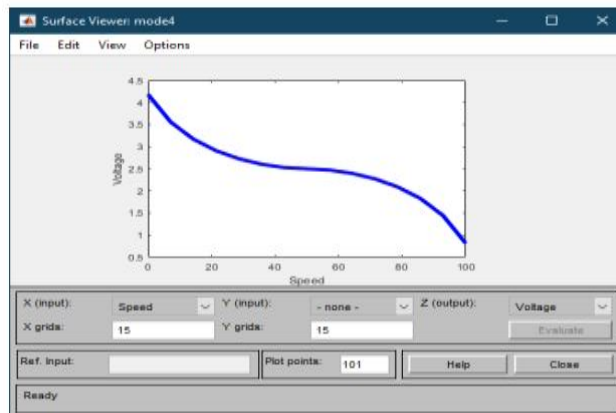 Surface Viewer: mode4
File Edit View Options
4.5
4
3.5
3
2.5
2
1.5
1
0.5
Voltage
0 20 40 60 80 100
Speed
X (input): Speed Y (input): - none - Z (output): Voltage
X grids: 15 Y grids: 15 Evaluate
Ref. Input: Plot points: 101 Help Close
Ready